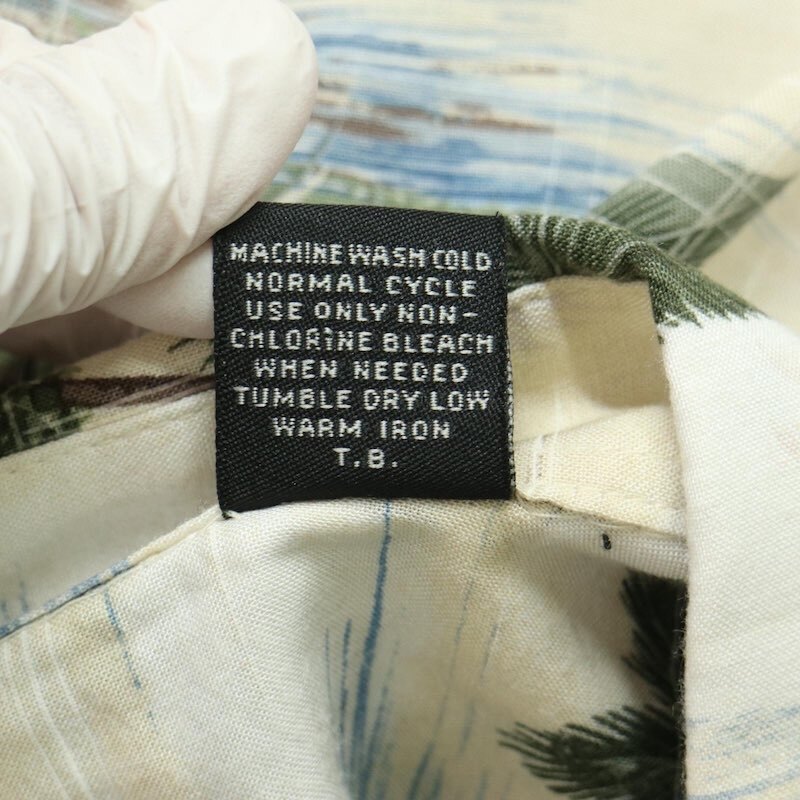 MACHINE WASH COLD
NORMAL CYCLE
USE ONLY NON-
CHLORINE BLEACH
WHEN NEEDED
TUMBLE DRY LOW
WARM IRON
T.B.